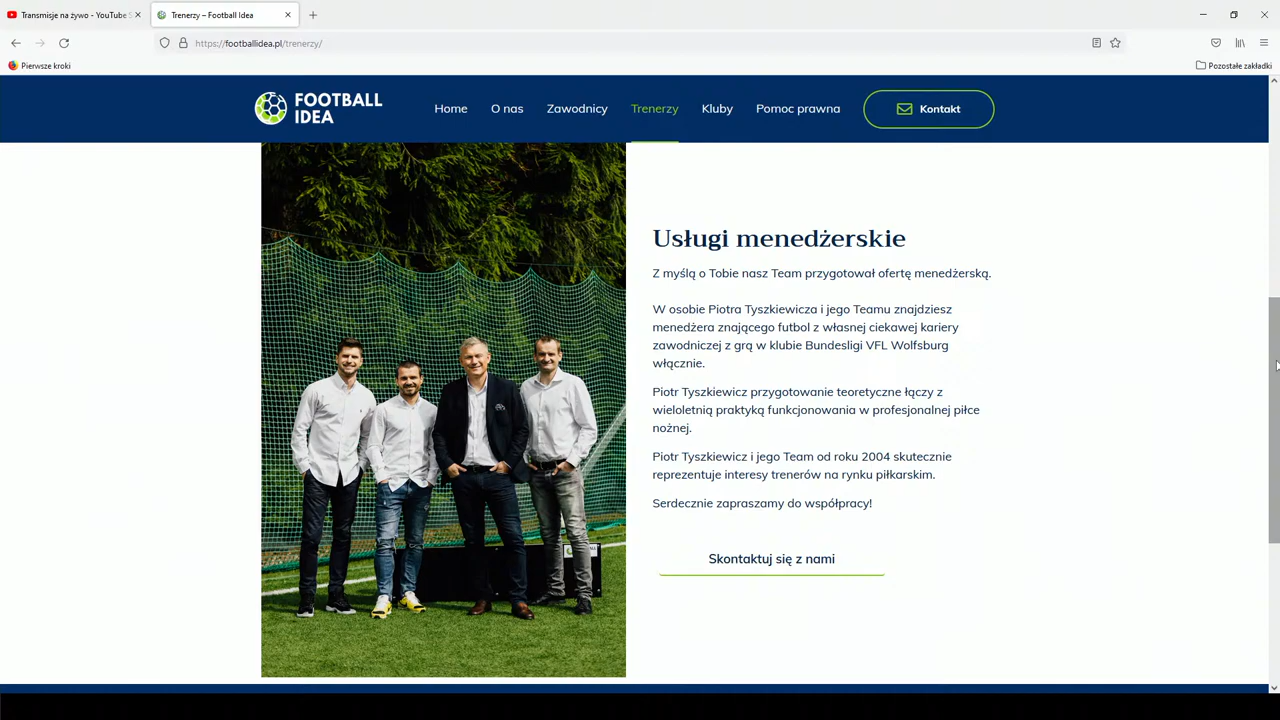 Transmisje na żywo - YouTube S
Trenerzy – Football Idea
https://footballidea.pl/trenerzy/
Pierwsze kroki
Pozostałe zakładki
FOOTBALL
IDEA
Home
O nas
Zawodnicy
Trenerzy
Kluby
Pomoc prawna
Kontakt
Usługi menedżerskie
Z myślą o Tobie nasz Team przygotował ofertę menedżerską.
W osobie Piotra Tyszkiewicza i jego Teamu znajdziesz
menedżera znającego futbol z własnej ciekawej kariery
zawodniczej z grą w klubie Bundesligi VFL Wolfsburg
włącznie.
Piotr Tyszkiewicz przygotowanie teoretyczne łączy z
wieloletnią praktyką funkcjonowania w profesjonalnej piłce
nożnej.
Piotr Tyszkiewicz i jego Team od roku 2004 skutecznie
reprezentuje interesy trenerów na rynku piłkarskim.
Serdecznie zapraszamy do współpracy!
Skontaktuj się z nami